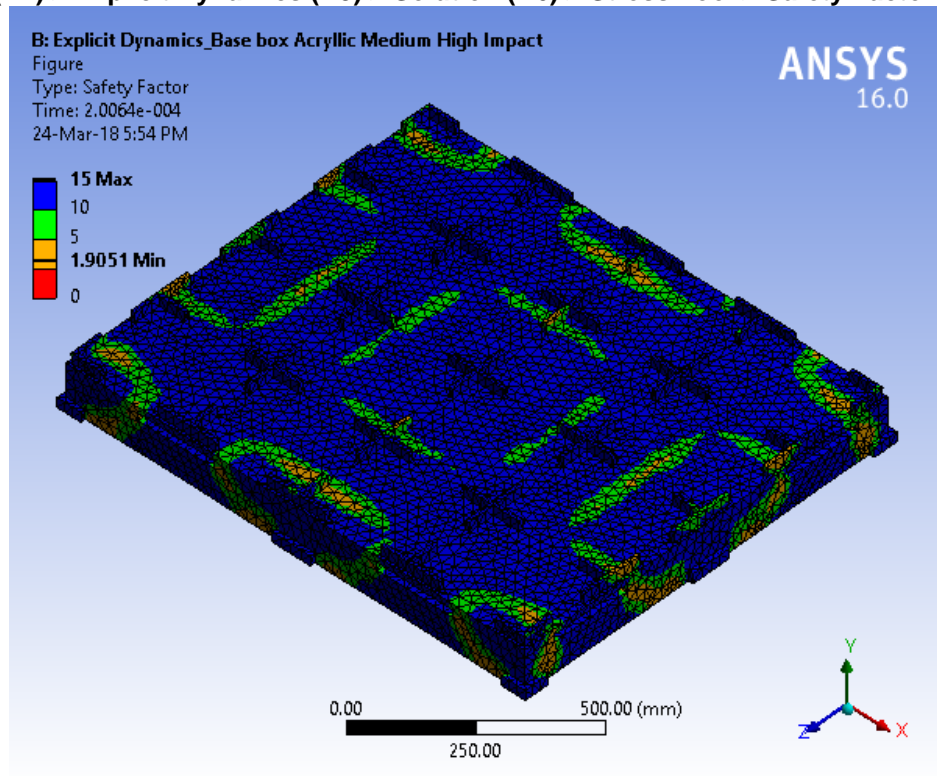 B: Explicit Dynamics_Base box Acryllic Medium High Impact
Figure
Type: Safety Factor
Time: 2.0064e-004
24-Mar-18 5:54 PM
ANSYS
16.0
15 Max
10
5
1.9051 Min
0
0.00
500.00 (mm)
250.00
Y
Z
X